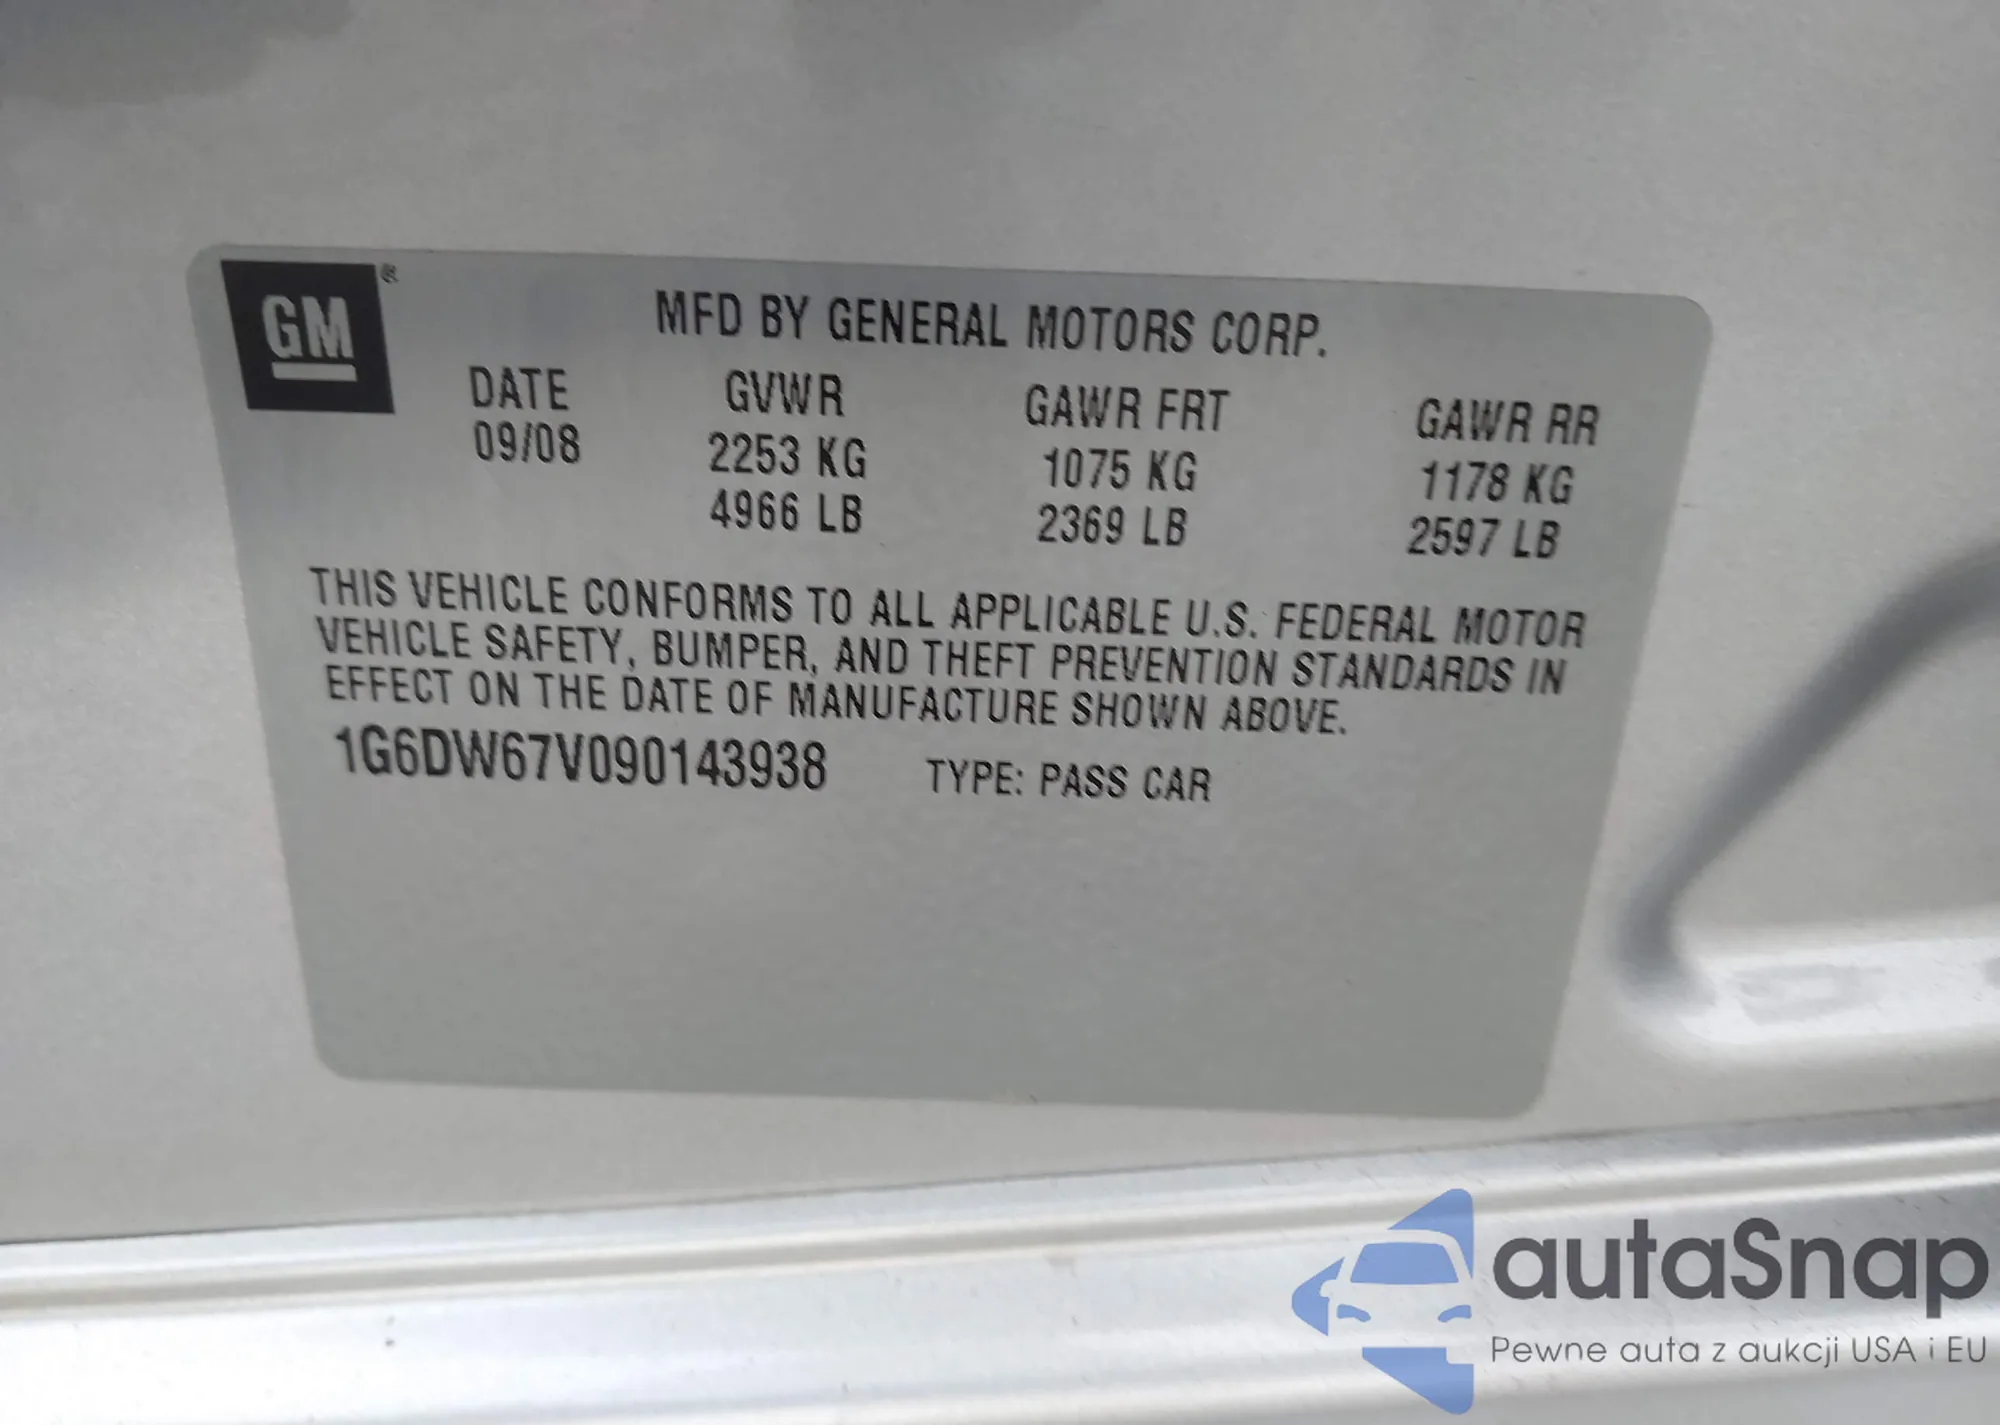 GM ®
MFD BY GENERAL MOTORS CORP.
DATE GVWR GAWR FRT GAWR RR
09/08 2253 KG 1075 KG 1178 KG
4966 LB 2369 LB 2597 LB
THIS VEHICLE CONFORMS TO ALL APPLICABLE U.S. FEDERAL MOTOR
VEHICLE SAFETY, BUMPER, AND THEFT PREVENTION STANDARDS IN
EFFECT ON THE DATE OF MANUFACTURE SHOWN ABOVE.
1G6DW67V090143938 TYPE: PASS CAR
autaSnap
Pewne auta z aukcji USA i EU